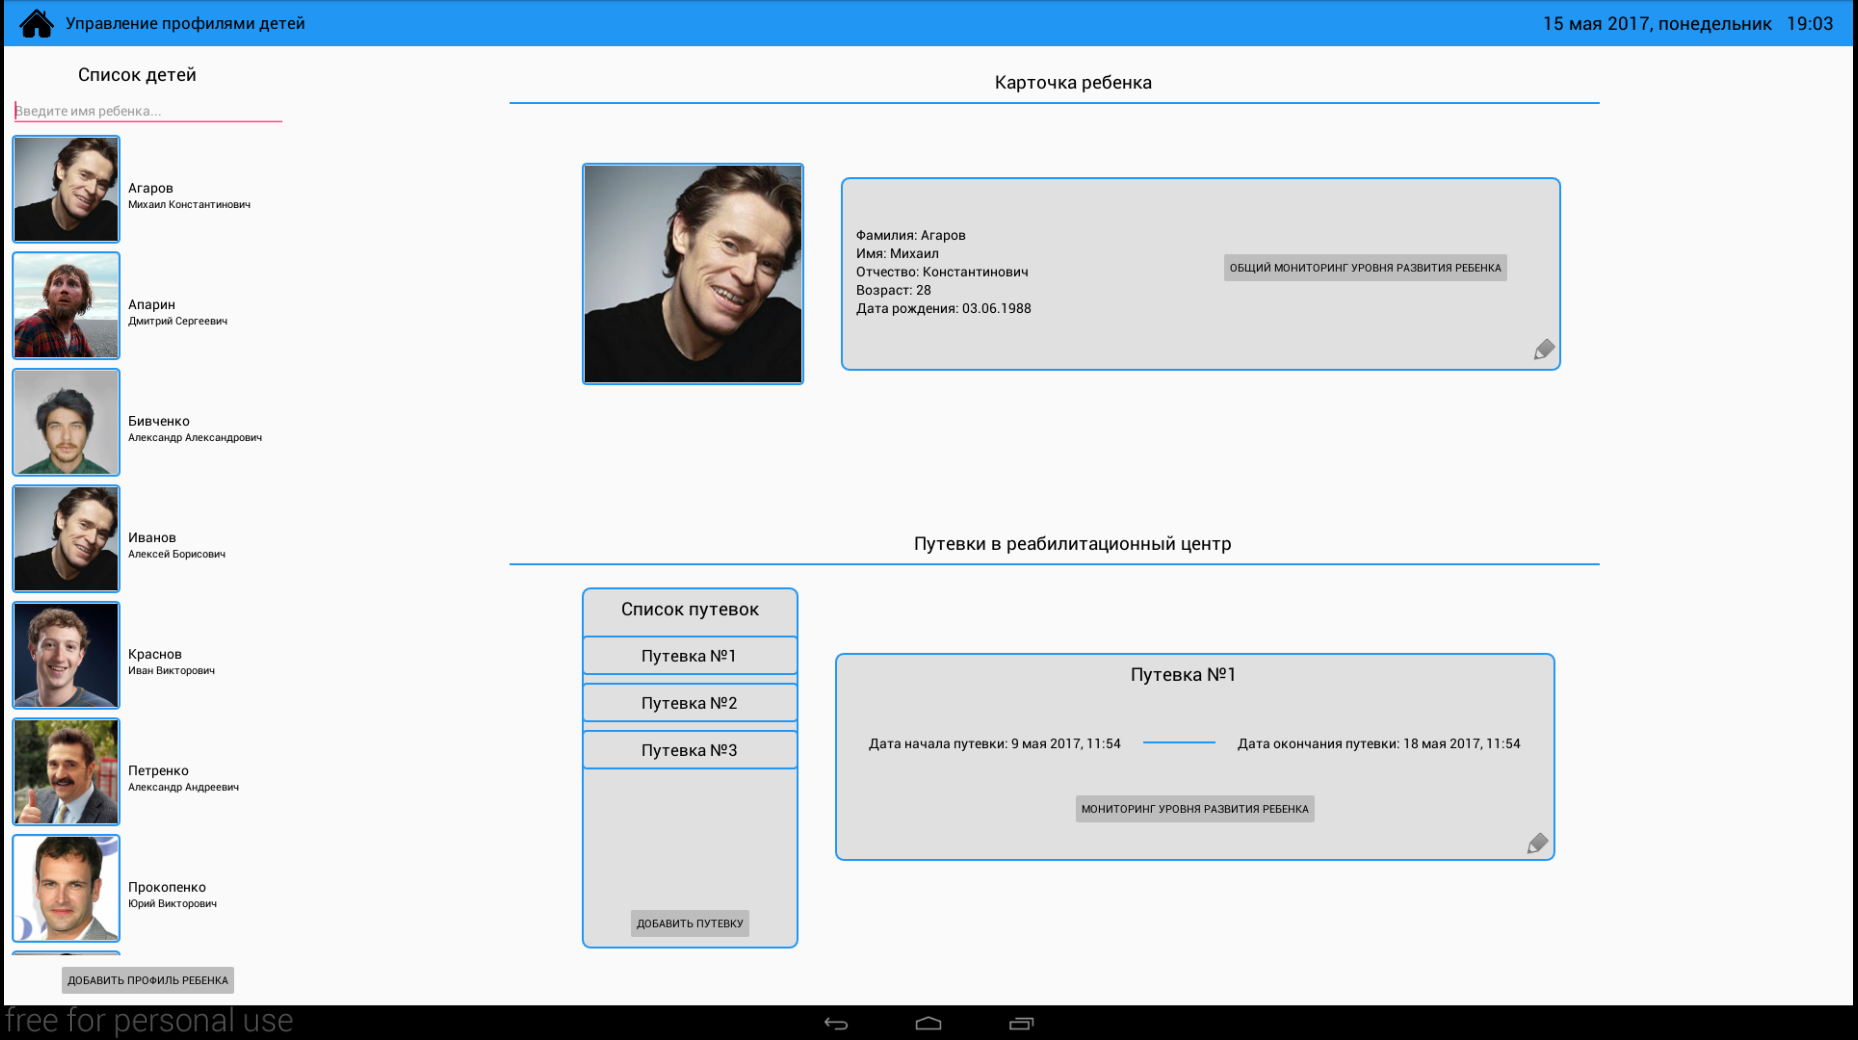 Управление профилями детей
15 мая 2017, понедельник 19:03
Список детей
Введите имя ребенка...
Агаров
Михаил Константинович
Апарин
Дмитрий Сергеевич
Бивченко
Александр Александрович
Иванов
Алексей Борисович
Краснов
Иван Викторович
Петренко
Александр Андреевич
Прокопенко
Юрий Викторович
ДОБАВИТЬ ПРОФИЛЬ РЕБЕНКА
Карточка ребенка
Фамилия: Агаров
Имя: Михаил
Отчество: Константинович
Возраст: 28
Дата рождения: 03.06.1988
ОБЩИЙ МОНИТОРИНГ УРОВНЯ РАЗВИТИЯ РЕБЕНКА
Путевки в реабилитационный центр
Список путевок
Путевка №1
Путевка №2
Путевка №3
ДОБАВИТЬ ПУТЕВКУ
Путевка №1
Дата начала путевки: 9 мая 2017, 11:54
Дата окончания путевки: 18 мая 2017, 11:54
МОНИТОРИНГ УРОВНЯ РАЗВИТИЯ РЕБЕНКА
free for personal use